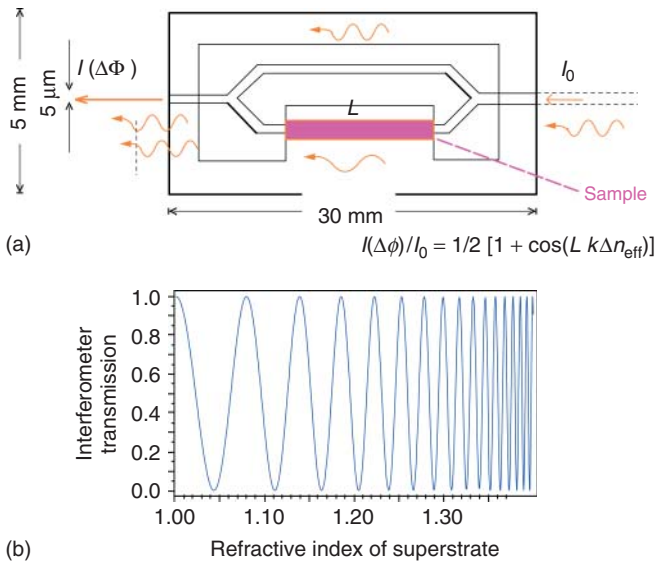 I (ΔΦ)
I₀
5 mm
5 μm
L
Sample
30 mm
(a)
I(Δϕ)/I₀ = 1/2 [1 + cos(L kΔn_eff)]
Interferometer
transmission
1.0
0.8
0.6
0.4
0.2
0.0
1.00 1.10 1.20 1.30
(b)
Refractive index of superstrate